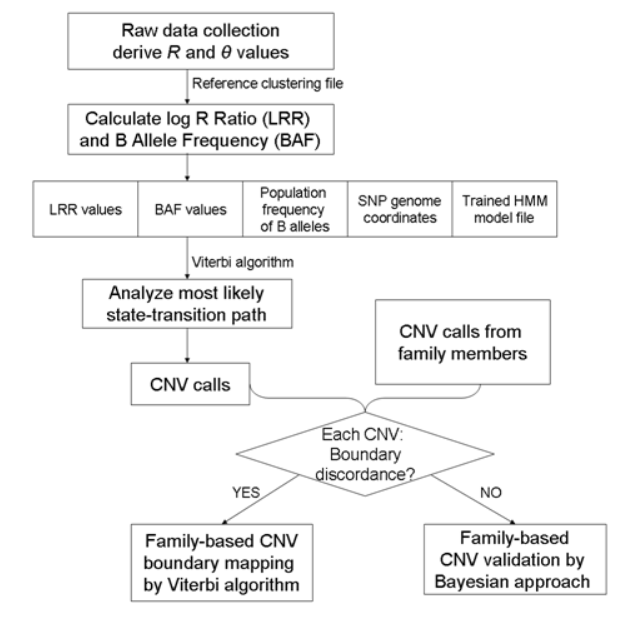 Raw data collection
derive R and θ values
Reference clustering file
Calculate log R Ratio (LRR)
and B Allele Frequency (BAF)
LRR values
BAF values
Population
frequency
of B alleles
SNP genome
coordinates
Trained HMM
model file
Viterbi algorithm
Analyze most likely
state-transition path
CNV calls
CNV calls from
family members
Each CNV:
Boundary
discordance?
YES
NO
Family-based CNV
boundary mapping
by Viterbi algorithm
Family-based
CNV validation by
Bayesian approach